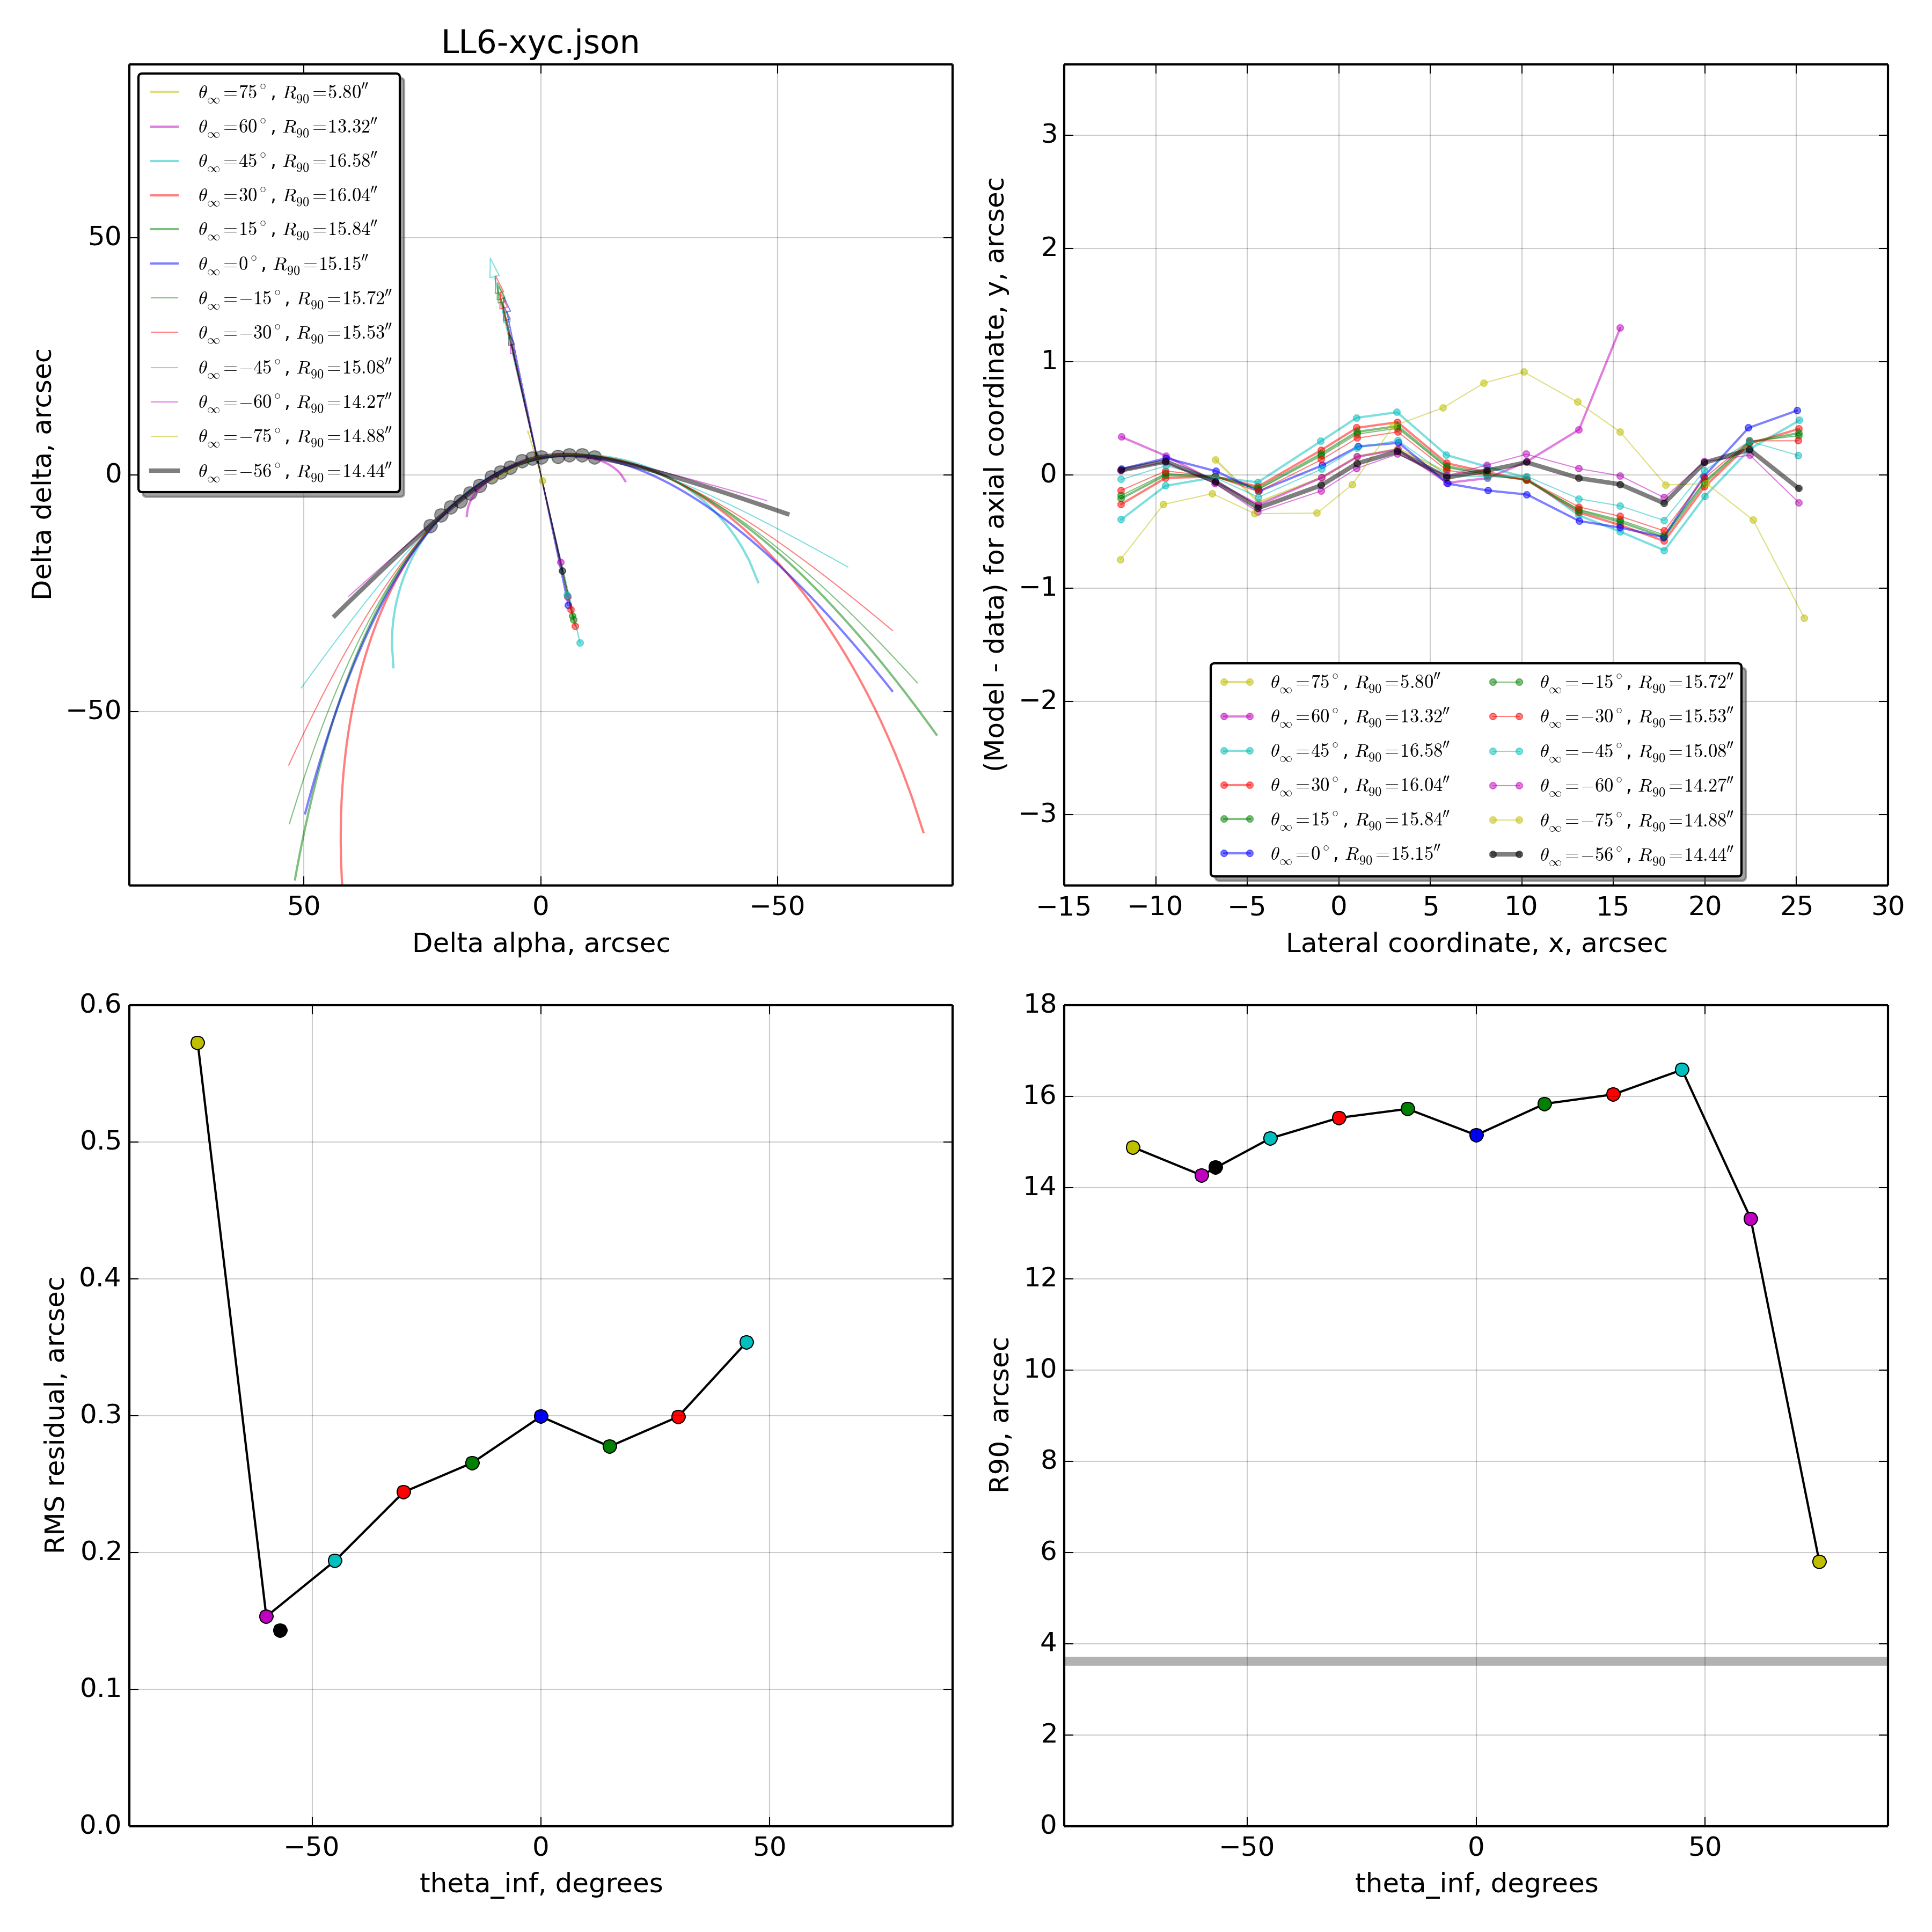 LL6-xyc.json
θ∞=75°, R90=5.80″
θ∞=60°, R90=13.32″
θ∞=45°, R90=16.58″
θ∞=30°, R90=16.04″
θ∞=15°, R90=15.84″
θ∞=0°, R90=15.15″
θ∞=−15°, R90=15.72″
θ∞=−30°, R90=15.53″
θ∞=−45°, R90=15.08″
θ∞=−60°, R90=14.27″
θ∞=−75°, R90=14.88″
θ∞=−56°, R90=14.44″
50
0
−50
Delta delta, arcsec
50 0 −50
Delta alpha, arcsec
3
2
1
0
−1
−2
−3
(Model - data) for axial coordinate, y, arcsec
θ∞=75°, R90=5.80″
θ∞=60°, R90=13.32″
θ∞=45°, R90=16.58″
θ∞=30°, R90=16.04″
θ∞=15°, R90=15.84″
θ∞=0°, R90=15.15″
θ∞=−15°, R90=15.72″
θ∞=−30°, R90=15.53″
θ∞=−45°, R90=15.08″
θ∞=−60°, R90=14.27″
θ∞=−75°, R90=14.88″
θ∞=−56°, R90=14.44″
−15 −10 −5 0 5 10 15 20 25 30
Lateral coordinate, x, arcsec
0.6
0.5
0.4
0.3
0.2
0.1
0.0
RMS residual, arcsec
−50 0 50
theta_inf, degrees
18
16
14
12
10
8
6
4
2
0
R90, arcsec
−50 0 50
theta_inf, degrees